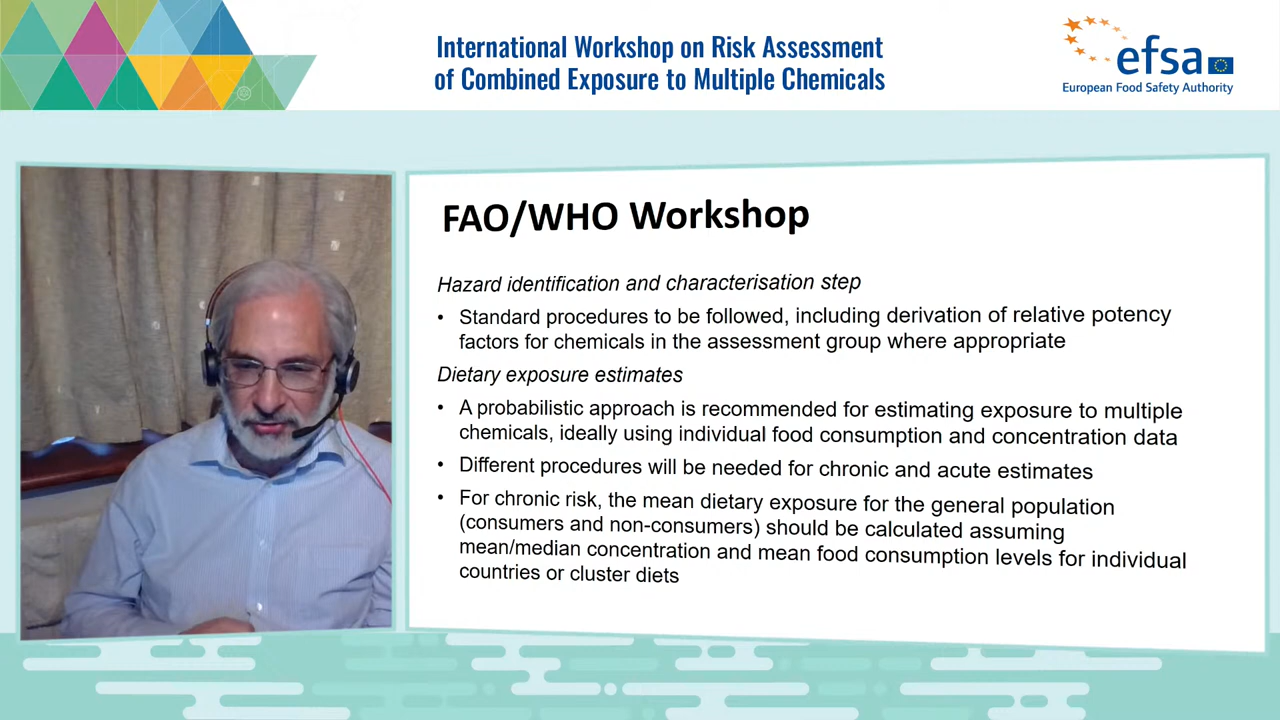 International Workshop on Risk Assessment
of Combined Exposure to Multiple Chemicals
efsa
European Food Safety Authority
FAO/WHO Workshop
Hazard identification and characterisation step
• Standard procedures to be followed, including derivation of relative potency
factors for chemicals in the assessment group where appropriate
Dietary exposure estimates
• A probabilistic approach is recommended for estimating exposure to multiple
chemicals, ideally using individual food consumption and concentration data
• Different procedures will be needed for chronic and acute estimates
• For chronic risk, the mean dietary exposure for the general population
(consumers and non-consumers) should be calculated assuming
mean/median concentration and mean food consumption levels for individual
countries or cluster diets